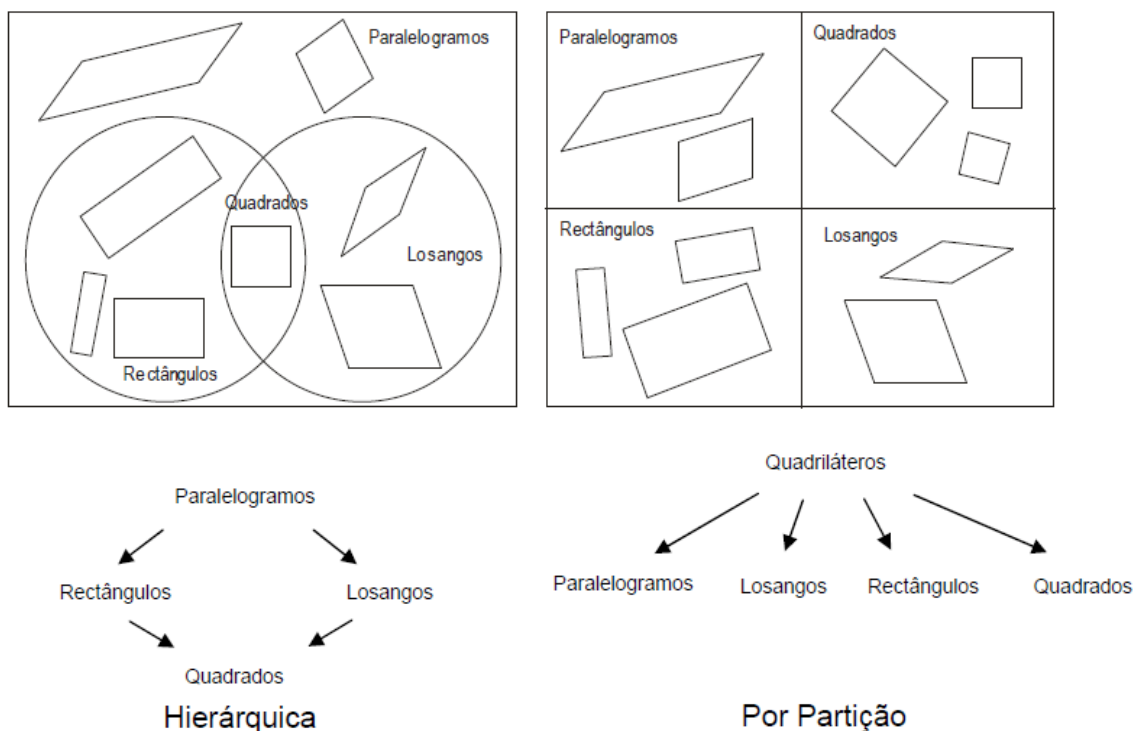 Paralelogramos
Quadrados
Losangos
Rectângulos
Paralelogramos
Quadrados
Rectângulos
Losangos
Paralelogramos
Rectângulos Losangos
Quadrados
Hierárquica
Quadriláteros
Paralelogramos Losangos Rectângulos Quadrados
Por Partição